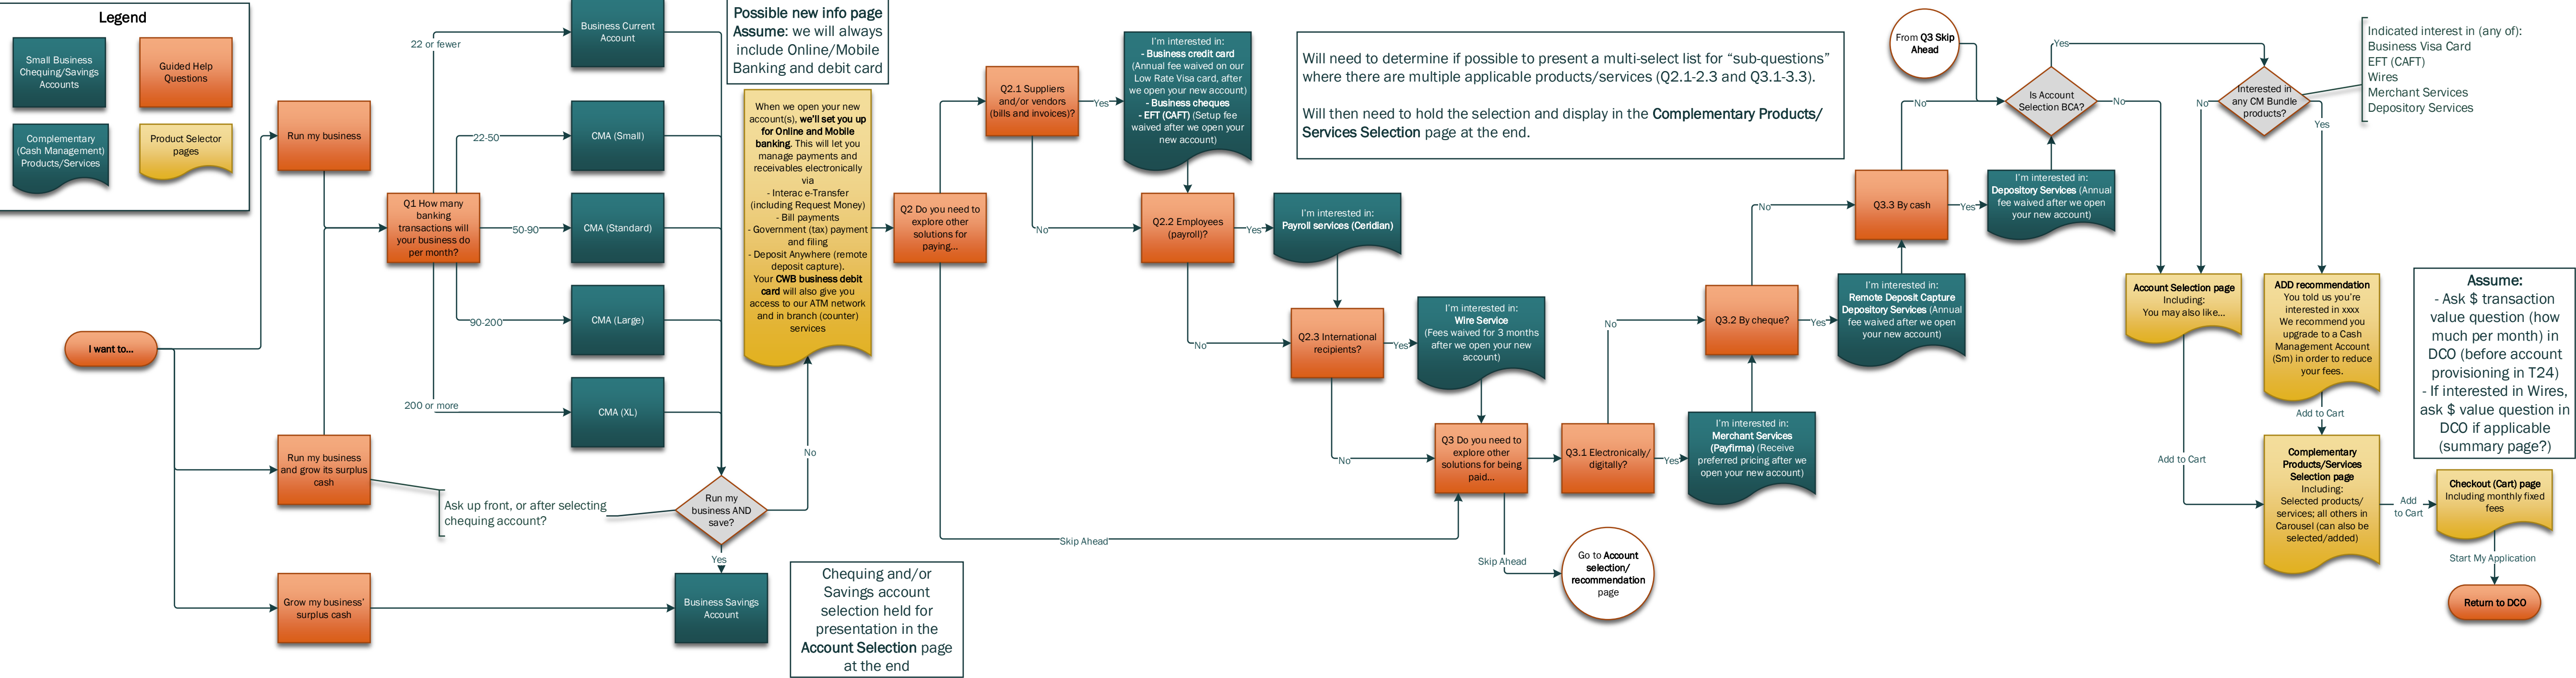 Legend
Small Business
Chequing/Savings
Accounts
Guided Help
Questions
Complementary
(Cash Management)
Products/Services
Product Selector
pages
I want to...
Run my business
Run my business
and grow its surplus
cash
Grow my business'
surplus cash
Q1 How many
banking
transactions will
your business do
per month?
22 or fewer
22-50
50-90
90-200
200 or more
Business Current
Account
CMA (Small)
CMA (Standard)
CMA (Large)
CMA (XL)
Ask up front, or after selecting
chequing account?
Run my
business AND
save?
No
Yes
Business Savings
Account
Possible new info page
Assume: we will always
include Online/Mobile
Banking and debit card
When we open your new
account(s), we'll set you up
for Online and Mobile
banking. This will let you
manage payments and
receivables electronically
via
- Interac e-Transfer
(including Request Money)
- Bill payments
- Government (tax) payment
and filing
- Deposit Anywhere (remote
deposit capture).
Your CWB business debit
card will also give you
access to our ATM network
and in branch (counter)
services
Chequing and/or
Savings account
selection held for
presentation in the
Account Selection page
at the end
Q2 Do you need to
explore other
solutions for
paying...
Skip Ahead
Q2.1 Suppliers
and/or vendors
(bills and invoices)?
Yes
No
I'm interested in:
- Business credit card
(Annual fee waived on our
Low Rate Visa card, after
we open your new account)
- Business cheques
- EFT (CAFT) (Setup fee
waived after we open your
new account)
Q2.2 Employees
(payroll)?
Yes
No
I'm interested in:
Payroll services (Ceridian)
Q2.3 International
recipients?
Yes
No
I'm interested in:
Wire Service
(Fees waived for 3 months
after we open your new
account)
Will need to determine if possible to present a multi-select list for "sub-questions"
where there are multiple applicable products/services (Q2.1-2.3 and Q3.1-3.3).
Will then need to hold the selection and display in the Complementary Products/
Services Selection page at the end.
Q3 Do you need to
explore other
solutions for being
paid...
Skip Ahead
Go to Account
selection/
recommendation
page
Q3.1 Electronically/
digitally?
Yes
No
I'm interested in:
Merchant Services
(Payfirma) (Receive
preferred pricing after we
open your new account)
Q3.2 By cheque?
Yes
No
I'm interested in:
Remote Deposit Capture
Depository Services (Annual
fee waived after we open
your new account)
Q3.3 By cash
Yes
No
I'm interested in:
Depository Services (Annual
fee waived after we open
your new account)
From Q3 Skip
Ahead
Is Account
Selection BCA?
Yes
No
Interested in
any CM Bundle
products?
No
Yes
Indicated interest in (any of):
Business Visa Card
EFT (CAFT)
Wires
Merchant Services
Depository Services
Account Selection page
Including:
You may also like...
Add to Cart
ADD recommendation
You told us you're
interested in xxxx
We recommend you
upgrade to a Cash
Management Account
(Sm) in order to reduce
your fees.
Add to Cart
Complementary
Products/Services
Selection page
Including:
Selected products/
services; all others in
Carousel (can also be
selected/added)
Add
to Cart
Assume:
- Ask $ transaction
value question (how
much per month) in
DCO (before account
provisioning in T24)
- If interested in Wires,
ask $ value question in
DCO if applicable
(summary page?)
Checkout (Cart) page
Including monthly fixed
fees
Start My Application
Return to DCO